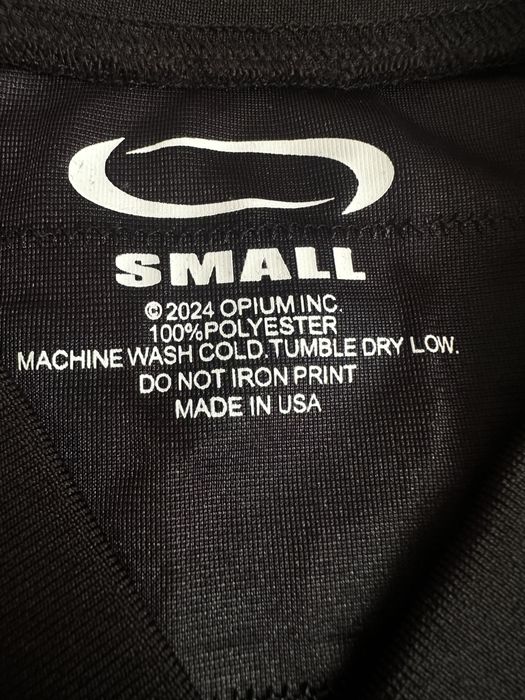 SMALL
©2024 OPIUM INC.
100%POLYESTER
MACHINE WASH COLD.TUMBLE DRY LOW.
DO NOT IRON PRINT
MADE IN USA